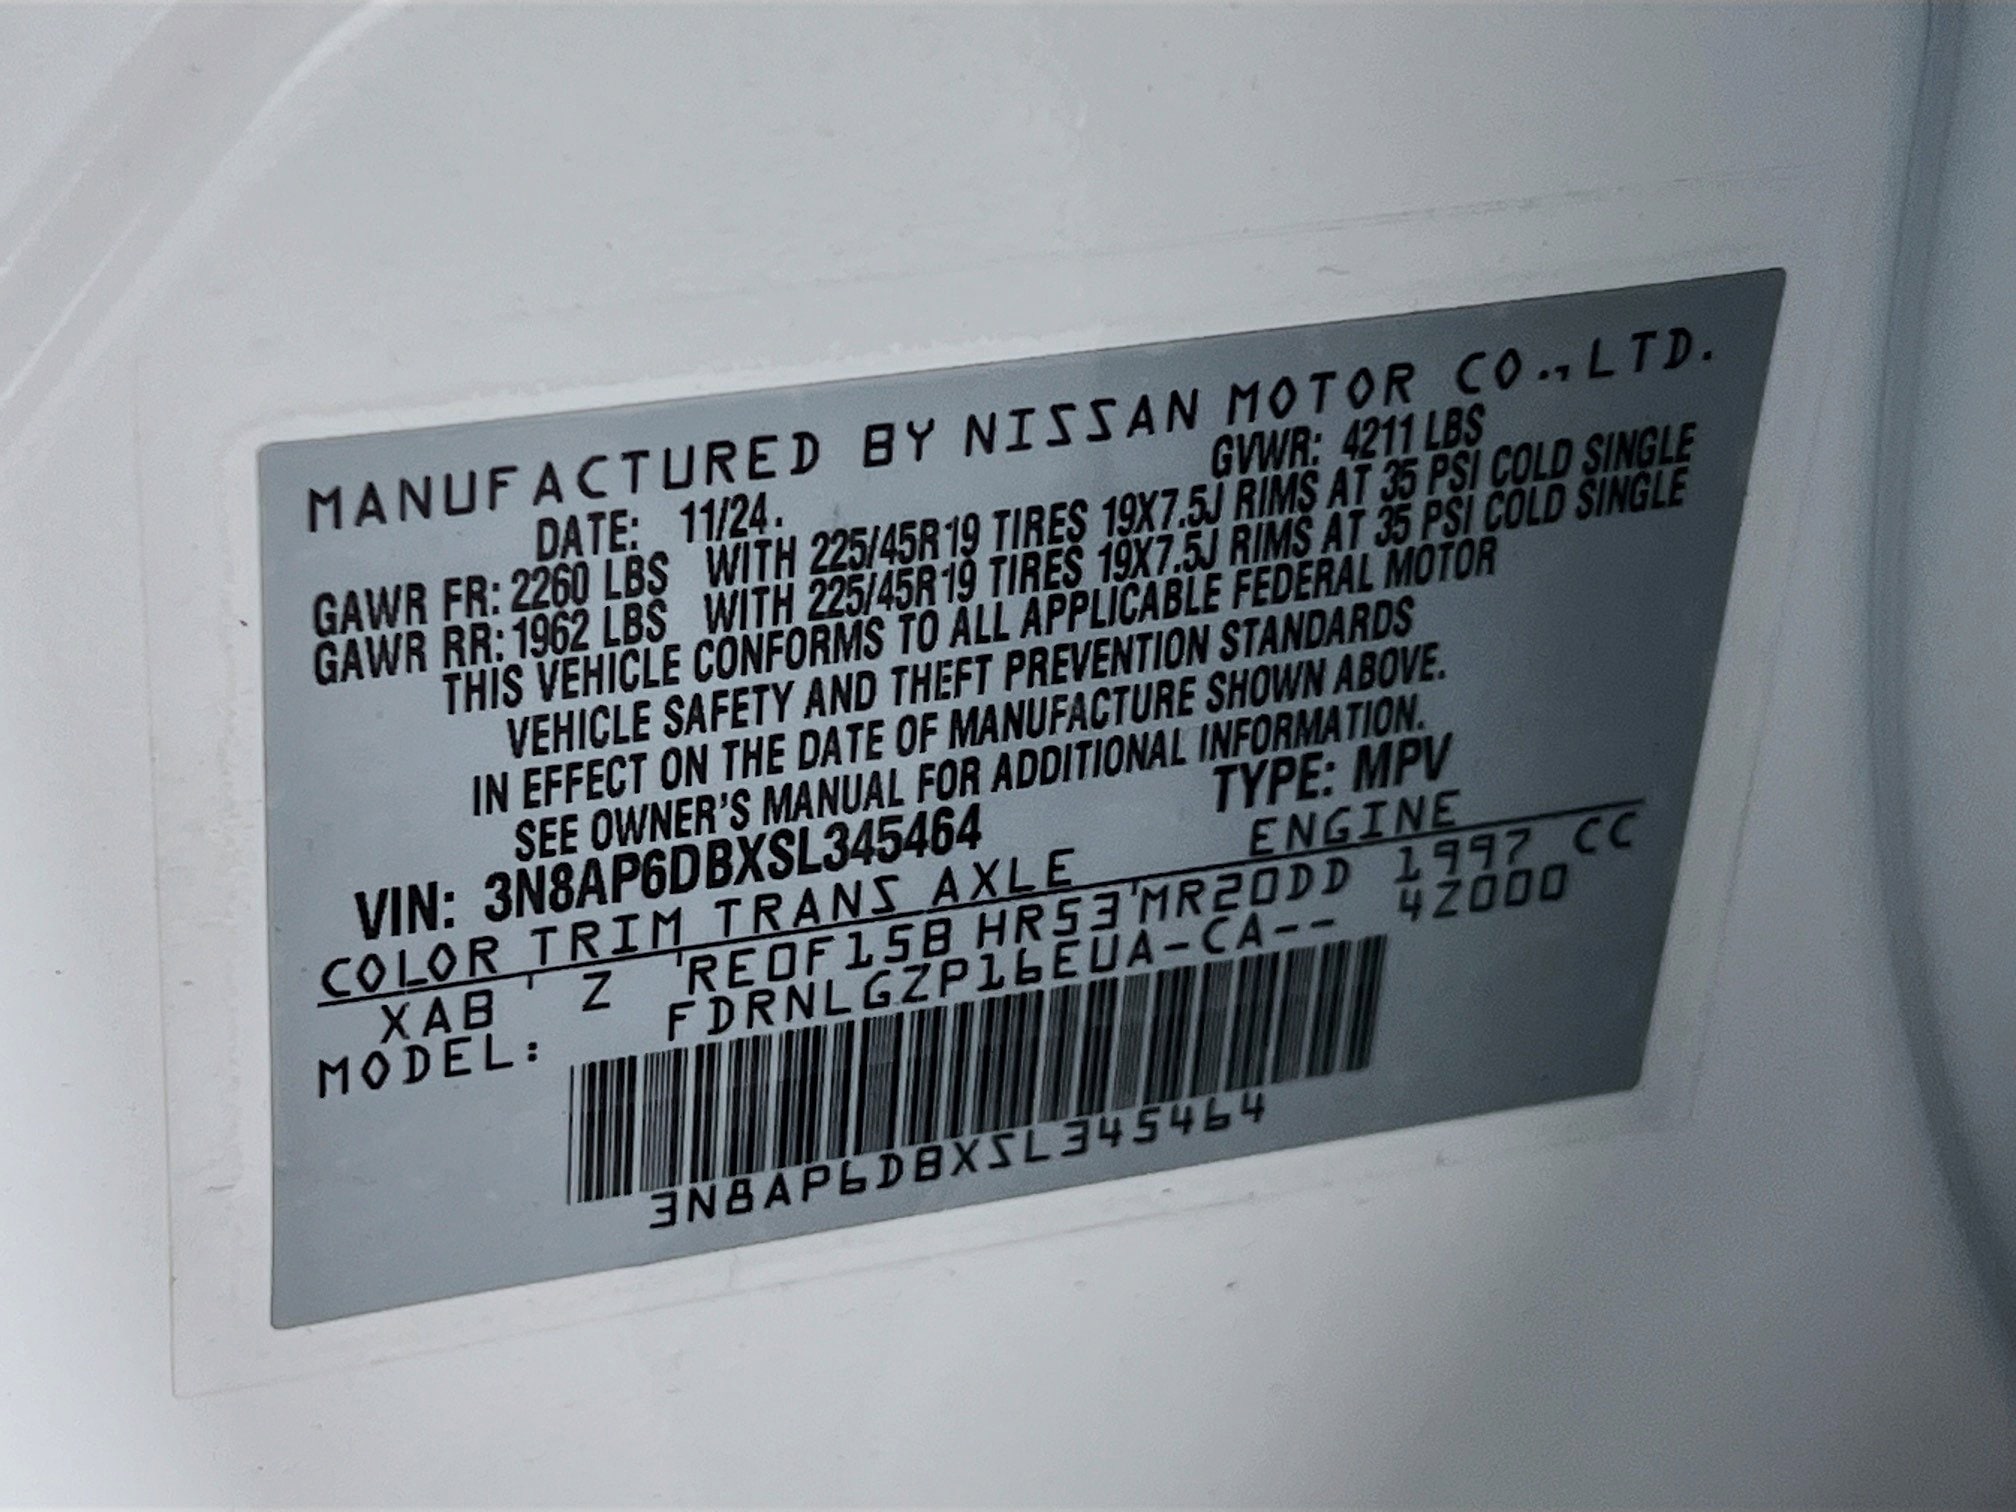 MANUFACTURED BY NISSAN MOTOR CO.,LTD.
DATE: 11/24. GVWR: 4211 LBS
GAWR FR: 2260 LBS WITH 225/45R19 TIRES 19X7.5J RIMS AT 35 PSI COLD SINGLE
GAWR RR: 1962 LBS WITH 225/45R19 TIRES 19X7.5J RIMS AT 35 PSI COLD SINGLE
THIS VEHICLE CONFORMS TO ALL APPLICABLE FEDERAL MOTOR
VEHICLE SAFETY AND THEFT PREVENTION STANDARDS
IN EFFECT ON THE DATE OF MANUFACTURE SHOWN ABOVE.
SEE OWNER'S MANUAL FOR ADDITIONAL INFORMATION.
VIN: 3N8AP6DBXSL345464 TYPE: MPV
COLOR TRIM TRANS AXLE ENGINE
XAB Z RE0F15B HR53 MR20DD 1997 CC
MODEL: FDRNLGZP16EUA-CA-- 4Z000
3N8AP6DBXSL345464